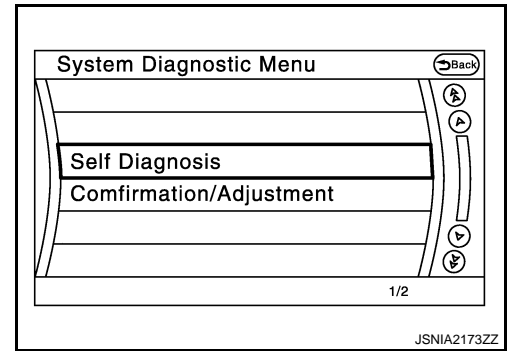 System Diagnostic Menu
Back
Self Diagnosis
Comfirmation/Adjustment
1/2
JSNIA2173ZZ